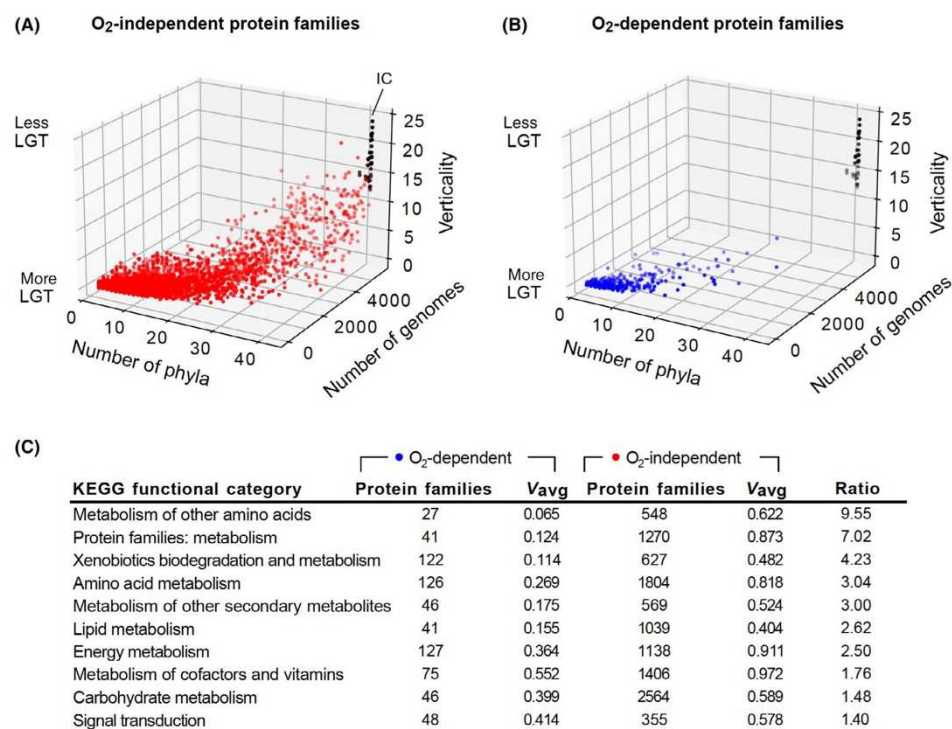 (A) O₂-independent protein families
(B) O₂-dependent protein families
IC
Less LGT
More LGT
25
20
15
10
5
0
Verticality
0
10
20
30
40
Number of phyla
0
2000
4000
Number of genomes
Less LGT
More LGT
25
20
15
10
5
0
Verticality
0
10
20
30
40
Number of phyla
0
2000
4000
Number of genomes
(C)
O₂-dependent O₂-independent
KEGG functional category Protein families Vavg Protein families Vavg Ratio
Metabolism of other amino acids 27 0.065 548 0.622 9.55
Protein families: metabolism 41 0.124 1270 0.873 7.02
Xenobiotics biodegradation and metabolism 122 0.114 627 0.482 4.23
Amino acid metabolism 126 0.269 1804 0.818 3.04
Metabolism of other secondary metabolites 46 0.175 569 0.524 3.00
Lipid metabolism 41 0.155 1039 0.404 2.62
Energy metabolism 127 0.364 1138 0.911 2.50
Metabolism of cofactors and vitamins 75 0.552 1406 0.972 1.76
Carbohydrate metabolism 46 0.399 2564 0.589 1.48
Signal transduction 48 0.414 355 0.578 1.40